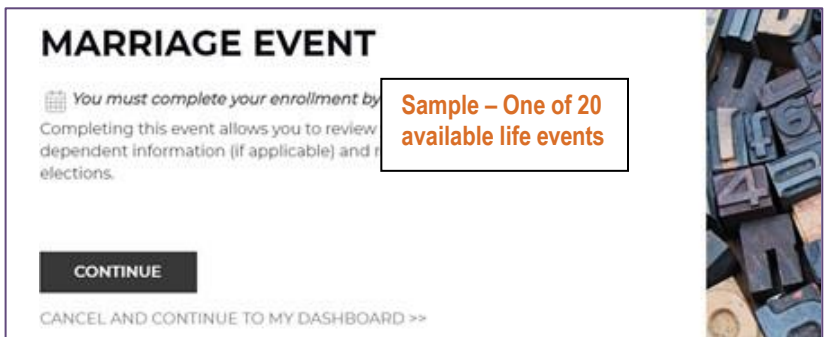 MARRIAGE EVENT
You must complete your enrollment by
Sample – One of 20
available life events
Completing this event allows you to review
dependent information (if applicable) and
elections.
CONTINUE
CANCEL AND CONTINUE TO MY DASHBOARD >>